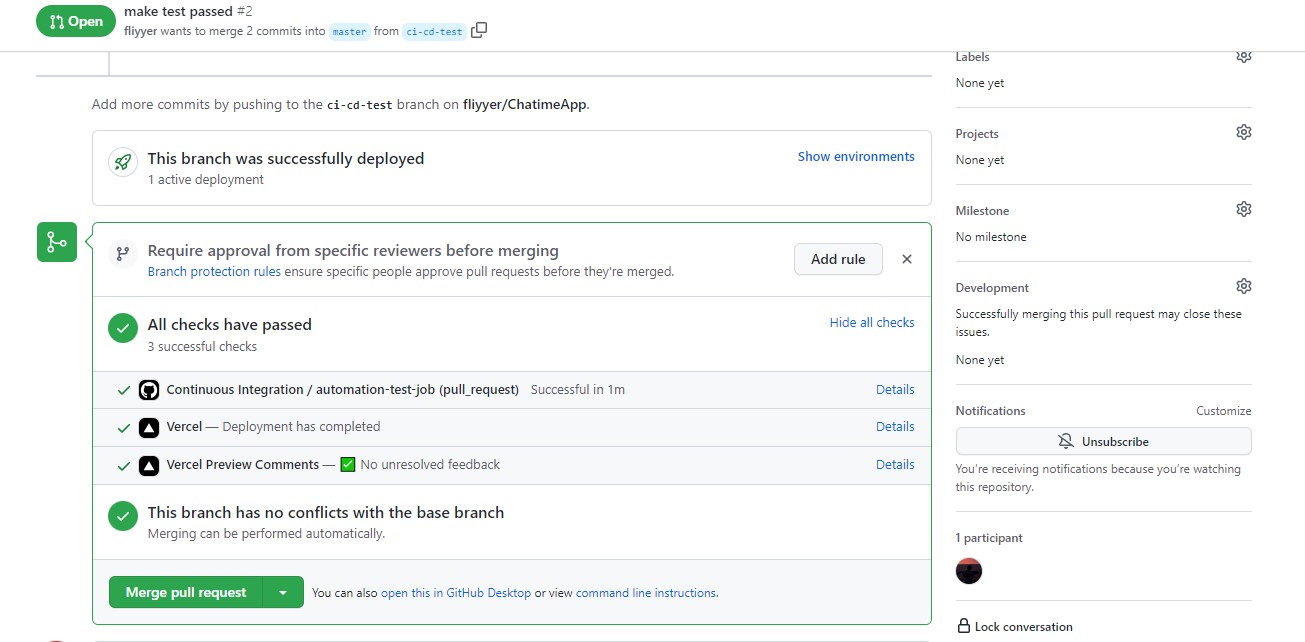 Open
make test passed #2
fliyyer wants to merge 2 commits into master from ci-cd-test
Add more commits by pushing to the ci-cd-test branch on fliyyer/ChatimeApp.
This branch was successfully deployed
1 active deployment
Show environments
Require approval from specific reviewers before merging
Branch protection rules ensure specific people approve pull requests before they're merged.
Add rule
All checks have passed
3 successful checks
Hide all checks
Continuous Integration / automation-test-job (pull_request) Successful in 1m
Details
Vercel — Deployment has completed
Details
Vercel Preview Comments — ✅ No unresolved feedback
Details
This branch has no conflicts with the base branch
Merging can be performed automatically.
Merge pull request
You can also open this in GitHub Desktop or view command line instructions.
Labels
None yet
Projects
None yet
Milestone
No milestone
Development
Successfully merging this pull request may close these
issues.
None yet
Notifications
Customize
Unsubscribe
You're receiving notifications because you're watching
this repository.
1 participant
Lock conversation